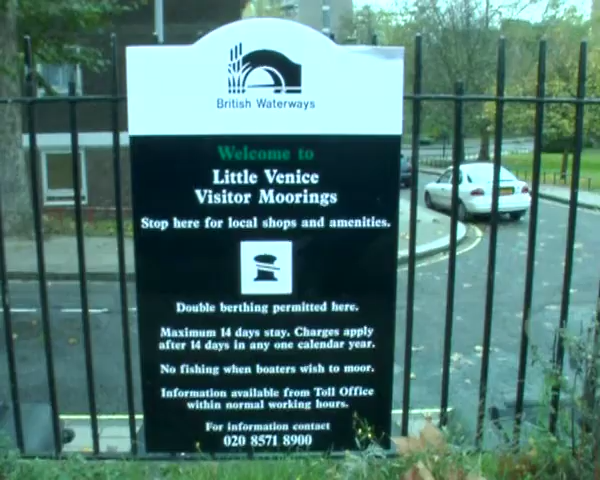 British Waterways
Welcome to
Little Venice
Visitor Moorings
Stop here for local shops and amenities.
Double berthing permitted here.
Maximum 14 days stay. Charges apply
after 14 days in any one calendar year.
No fishing when boaters wish to moor.
Information available from Toll Office
within normal working hours.
For information contact
020 8571 8900